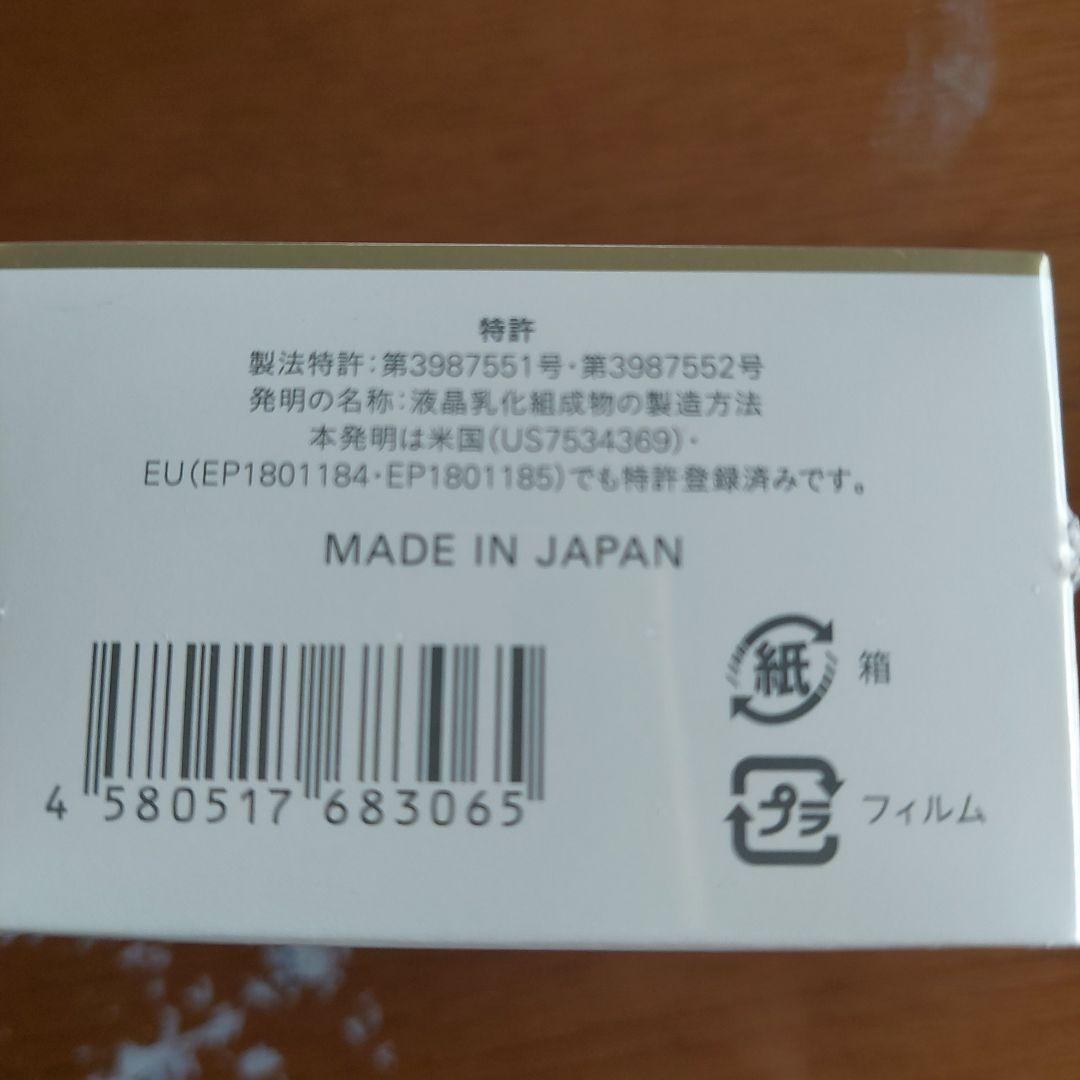 特許
製法特許:第3987551号・第3987552号
発明の名称:液晶乳化組成物の製造方法
本発明は米国(US7534369)・
EU(EP1801184・EP1801185)でも特許登録済みです。
MADE IN JAPAN
紙 箱
プラ フィルム
4 580517 683065